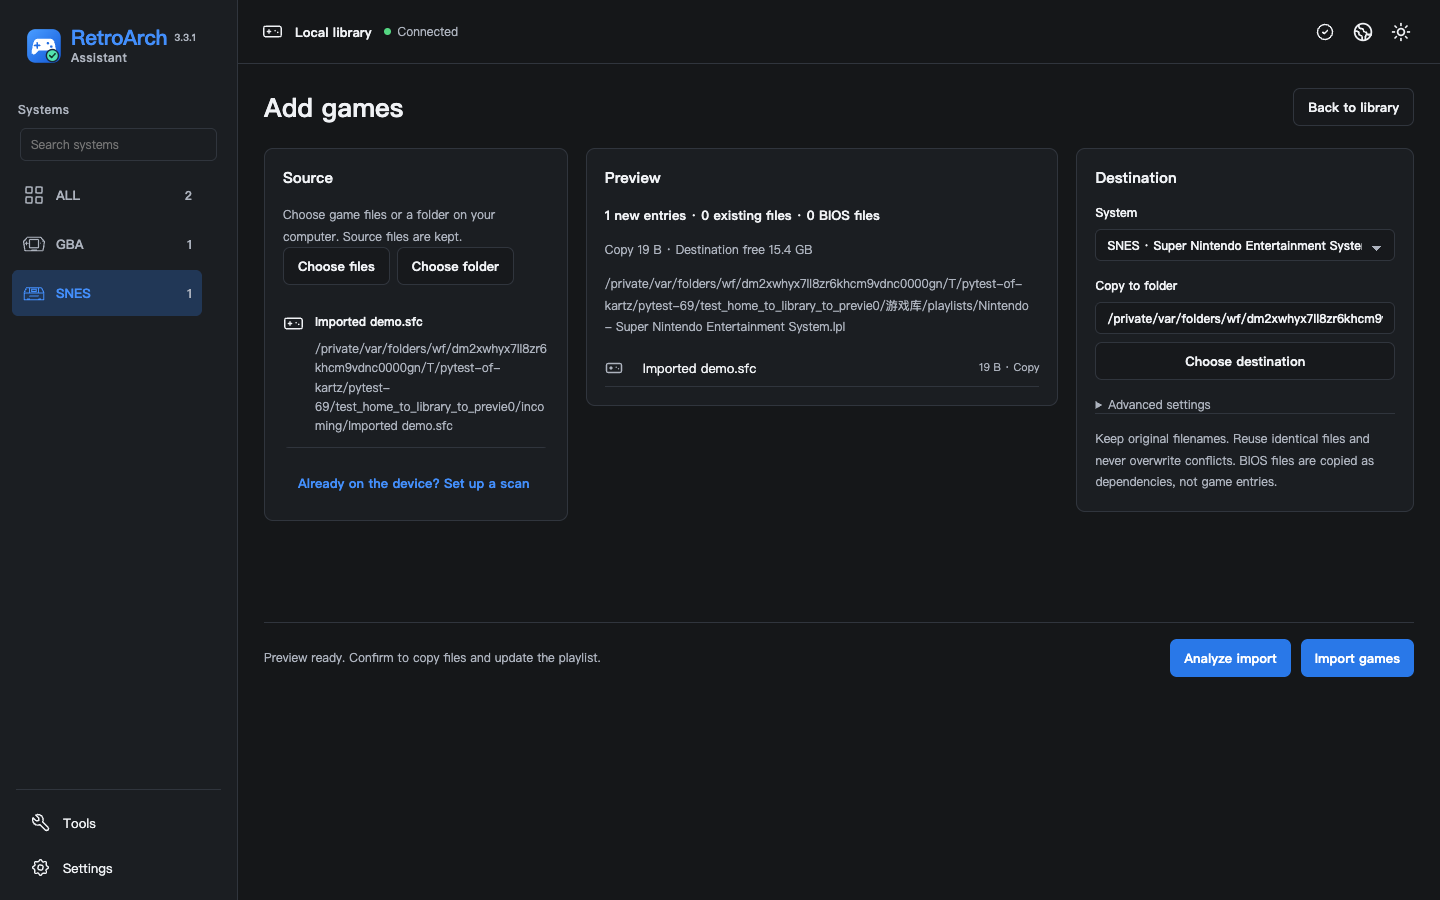 RetroArch 3.3.1
Assistant
Systems
Search systems
ALL 2
GBA 1
SNES 1
Tools
Settings
Local library Connected
Add games
Back to library
Source
Choose game files or a folder on your
computer. Source files are kept.
Choose files Choose folder
Imported demo.sfc
/private/var/folders/wf/dm2xwhyx7ll8zr6
khcm9vdnc0000gn/T/pytest-of-
kartz/pytest-
69/test_home_to_library_to_previe0/inco
ming/Imported demo.sfc
Already on the device? Set up a scan
Preview
1 new entries · 0 existing files · 0 BIOS files
Copy 19 B · Destination free 15.4 GB
/private/var/folders/wf/dm2xwhyx7ll8zr6khcm9vdnc0000gn/T/pytest-of-
kartz/pytest-69/test_home_to_library_to_previe0/游戏库/playlists/Nintendo
- Super Nintendo Entertainment System.lpl
Imported demo.sfc 19 B · Copy
Destination
System
SNES · Super Nintendo Entertainment Syste
Copy to folder
/private/var/folders/wf/dm2xwhyx7ll8zr6khcm9
Choose destination
Advanced settings
Keep original filenames. Reuse identical files and
never overwrite conflicts. BIOS files are copied as
dependencies, not game entries.
Preview ready. Confirm to copy files and update the playlist.
Analyze import Import games